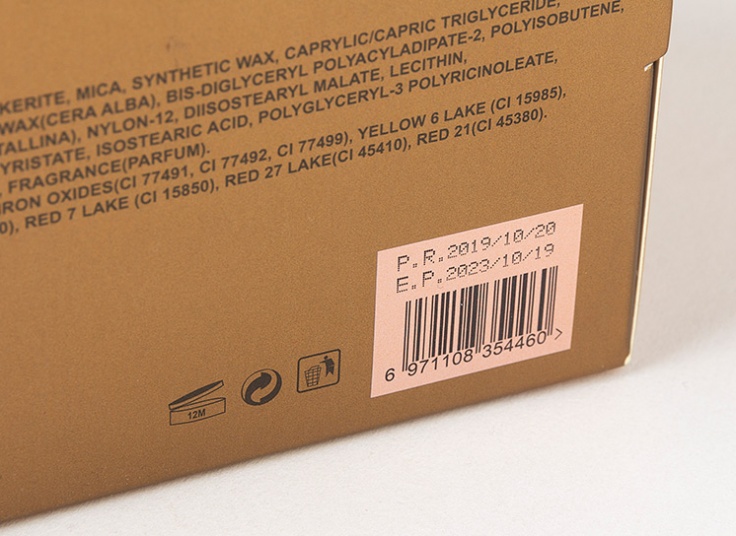 KERITE, MICA, SYNTHETIC WAX, CAPRYLIC/CAPRIC TRIGLYCERIDE,
WAX(CERA ALBA), BIS-DIGLYCERYL POLYACYLADIPATE-2, POLYISOBUTENE,
TALLINA), NYLON-12, DIISOSTEARYL MALATE, LECITHIN,
YRISTATE, ISOSTEARIC ACID, POLYGLYCERYL-3 POLYRICINOLEATE,
, FRAGRANCE(PARFUM).
IRON OXIDES(CI 77491, CI 77492, CI 77499), YELLOW 6 LAKE (CI 15985),
0), RED 7 LAKE (CI 15850), RED 27 LAKE(CI 45410), RED 21(CI 45380).
P.R.2019/10/20
E.P.2023/10/19
6 971108 354460 >
12M